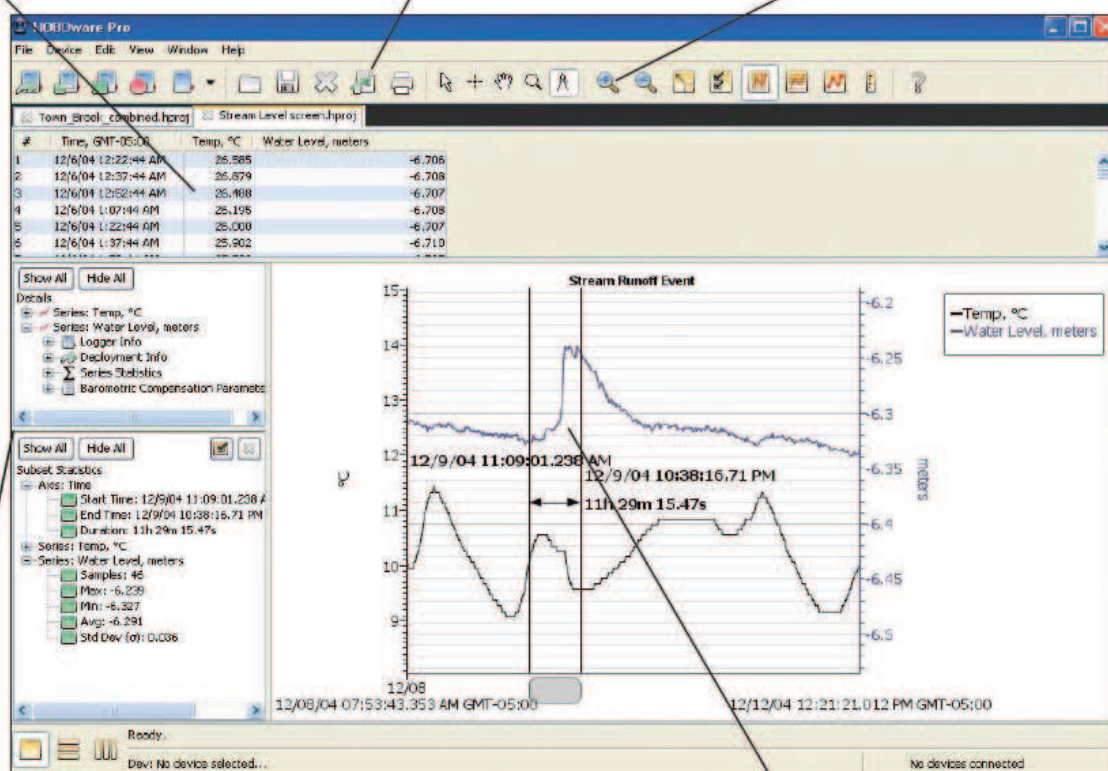 HOBOware Pro
File Device Edit View Window Help
Town_Brook_combined.hproj Stream Level screen.hproj
# Time, GMT-05:00 Temp, °C Water Level, meters
1 12/6/04 12:22:44 AM 26.585 -6.706
2 12/6/04 12:37:44 AM 26.879 -6.708
3 12/6/04 12:52:44 AM 26.488 -6.707
4 12/6/04 1:07:44 AM 26.195 -6.708
5 12/6/04 1:22:44 AM 26.000 -6.707
6 12/6/04 1:37:44 AM 25.902 -6.710
Show All Hide All
Details
Series: Temp, °C
Series: Water Level, meters
Logger Info
Deployment Info
Series Statistics
Barometric Compensation Paramete
Show All Hide All
Subset Statistics
Axis: Time
Start Time: 12/9/04 11:09:01.238 A
End Time: 12/9/04 10:38:16.71 PM
Duration: 11h 29m 15.47s
Series: Temp, °C
Series: Water Level, meters
Samples: 46
Max: -6.239
Min: -6.327
Avg: -6.291
Std Dev (σ): 0.036
Stream Runoff Event
15
14
13
12
11
10
9
°C
12/9/04 11:09:01.238 AM
12/9/04 10:38:16.71 PM
11h 29m 15.47s
-6.2
-6.25
-6.3
-6.35
-6.4
-6.45
-6.5
meters
Temp, °C
Water Level, meters
12/08
12/08/04 07:53:43.353 AM GMT-05:00
12/12/04 12:21:21.012 PM GMT-05:00
Ready.
Dev: No device selected...
No devices connected